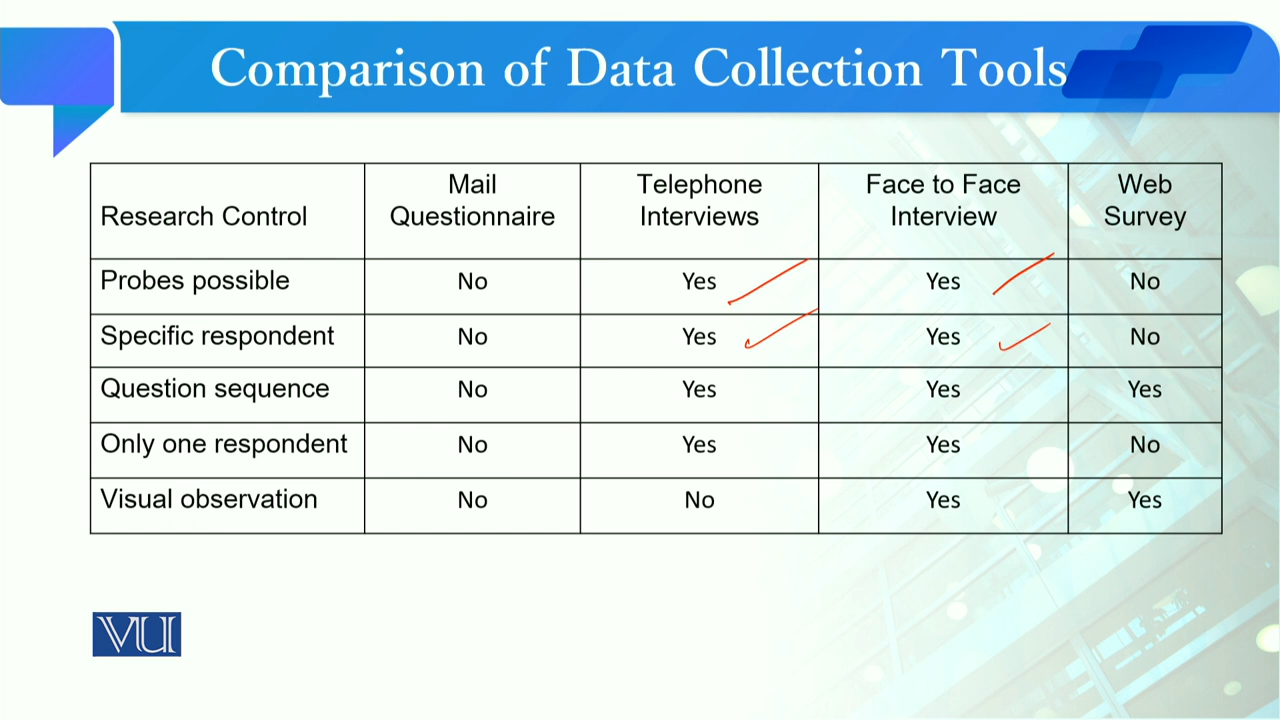 Comparison of Data Collection Tools
Research Control Mail Questionnaire Telephone Interviews Face to Face Interview Web Survey
Probes possible No Yes Yes No
Specific respondent No Yes Yes No
Question sequence No Yes Yes Yes
Only one respondent No Yes Yes No
Visual observation No No Yes Yes
VU